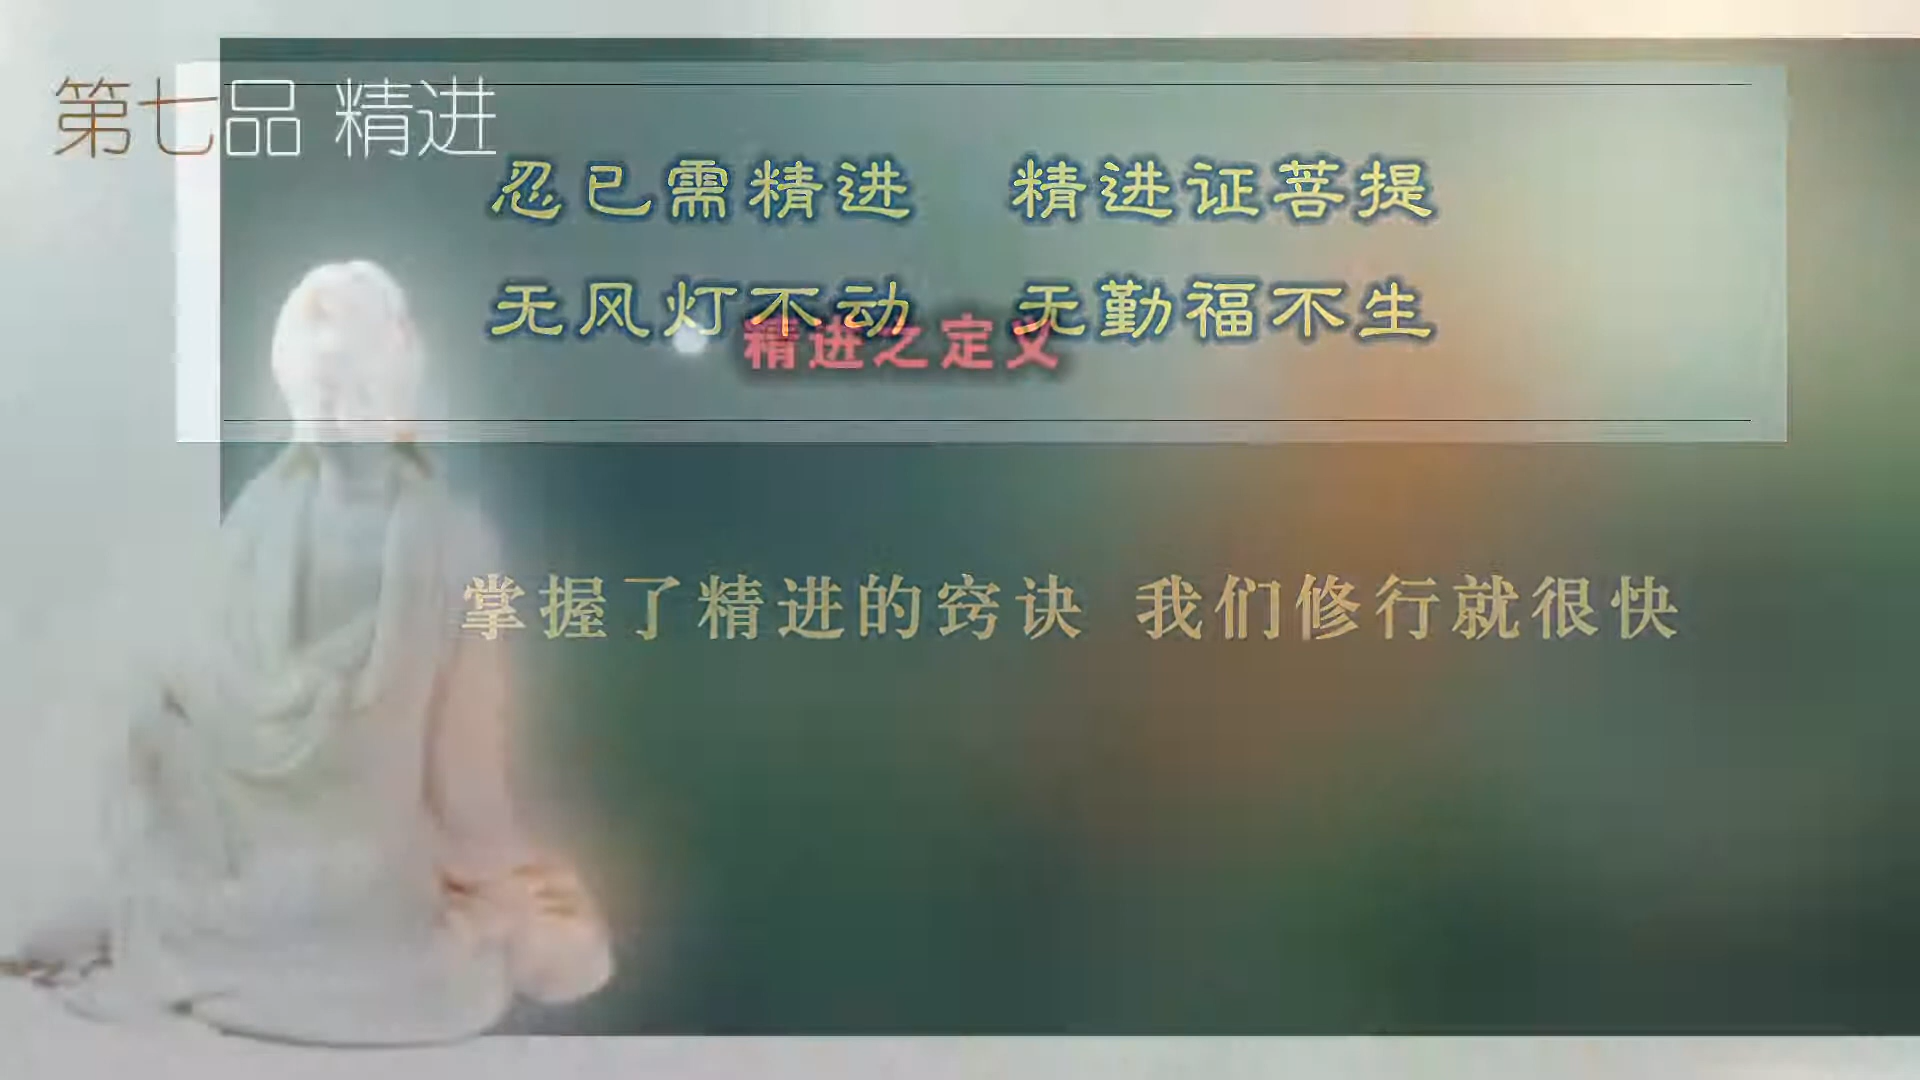 第七品 精进
忍已需精进 精进证菩提
无风灯不动 无勤福不生
精进之定义
掌握了精进的窍诀 我们修行就很快